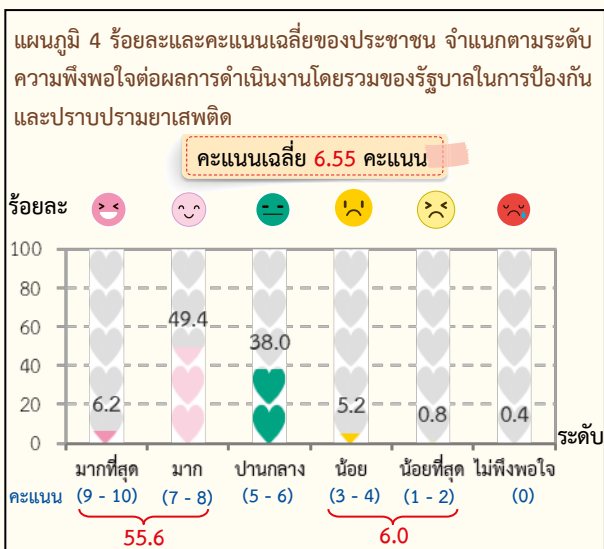 แผนภูมิ 4 ร้อยละและคะแนนเฉลี่ยของประชาชน จำแนกตามระดับ
ความพึงพอใจต่อผลการดำเนินงานโดยรวมของรัฐบาลในการป้องกัน
และปราบปรามยาเสพติด
คะแนนเฉลี่ย 6.55 คะแนน
ร้อยละ
100
80
60
40
20
0
6.2 49.4 38.0 5.2 0.8 0.4
ระดับ
มากที่สุด มาก ปานกลาง น้อย น้อยที่สุด ไม่พึงพอใจ
คะแนน (9 - 10) (7 - 8) (5 - 6) (3 - 4) (1 - 2) (0)
55.6 6.0